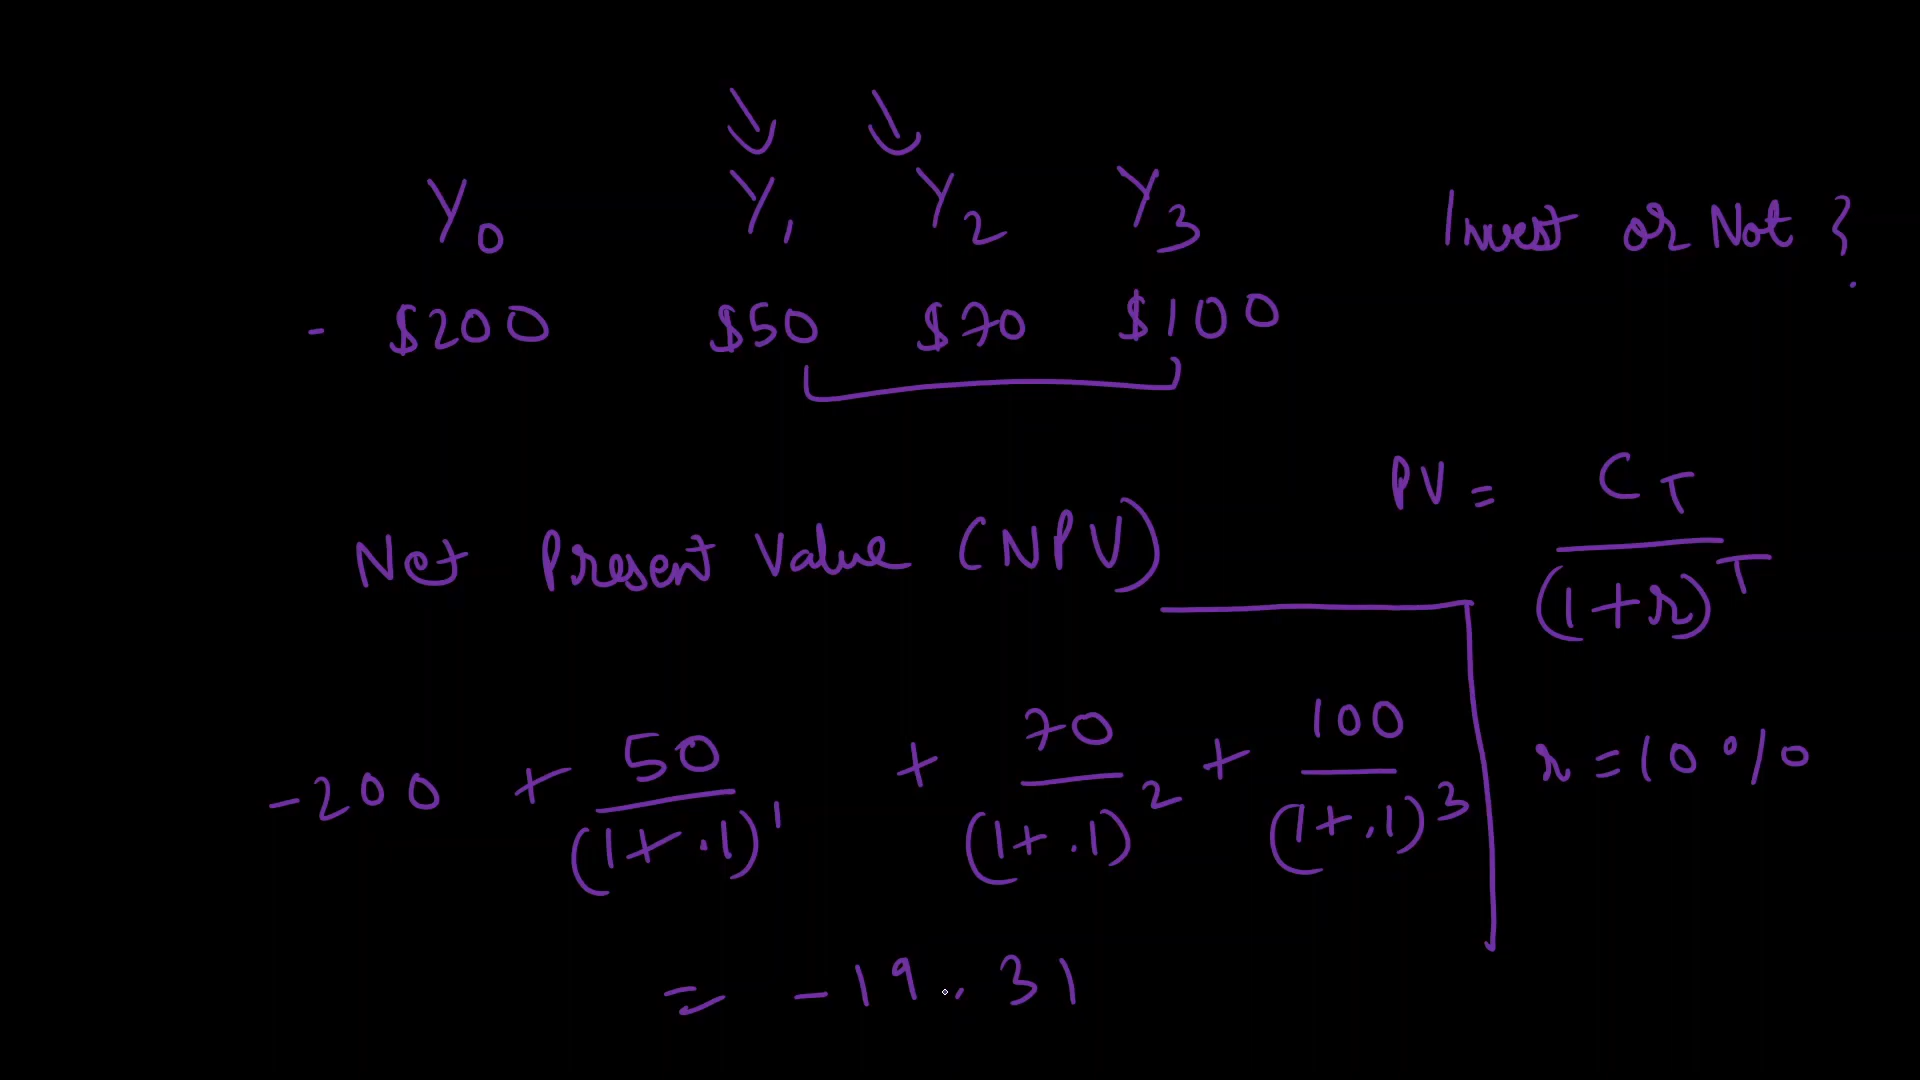 Y0 Y1 Y2 Y3
Invest or Not ?
- $200 $50 $70 $100
PV = C_T / (1+r)^T
Net Present Value (NPV)
-200 + 50/(1+.1)^1 + 70/(1+.1)^2 + 100/(1+.1)^3
r = 10%
= -19.31